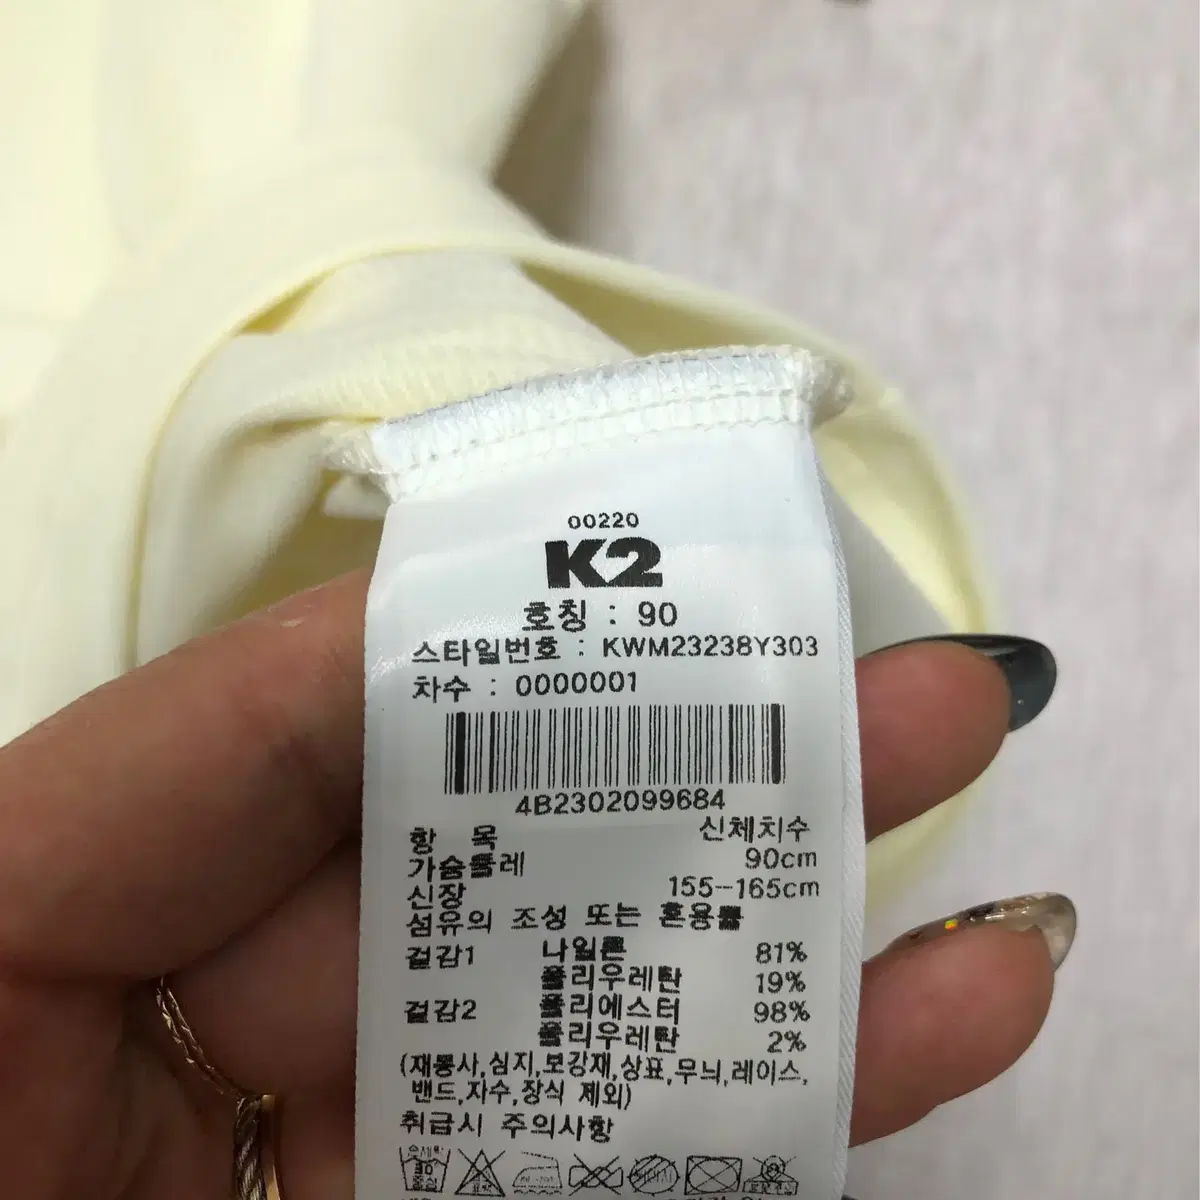 00220
K2
호칭 : 90
스타일번호 : KWM23238Y303
차수 : 0000001
4B2302099684
항 목 신체치수
가슴둘레 90cm
신장 155-165cm
섬유의 조성 또는 혼용률
겉감1 나일론 81%
폴리우레탄 19%
겉감2 폴리에스터 98%
폴리우레탄 2%
(재봉사,심지,보강재,상표,무늬,레이스,
밴드,자수,장식 제외)
취급시 주의사항
30
중성